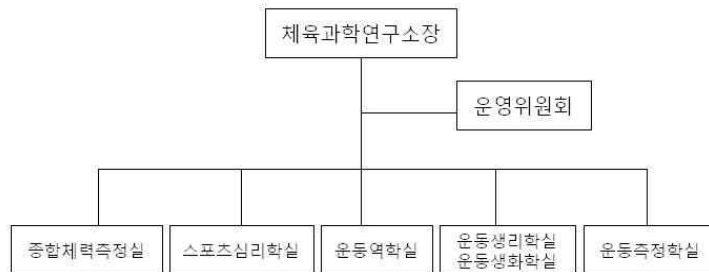 체육과학연구소장
운영위원회
종합체력측정실
스포츠심리학실
운동역학실
운동생리학실
운동생화학실
운동측정학실